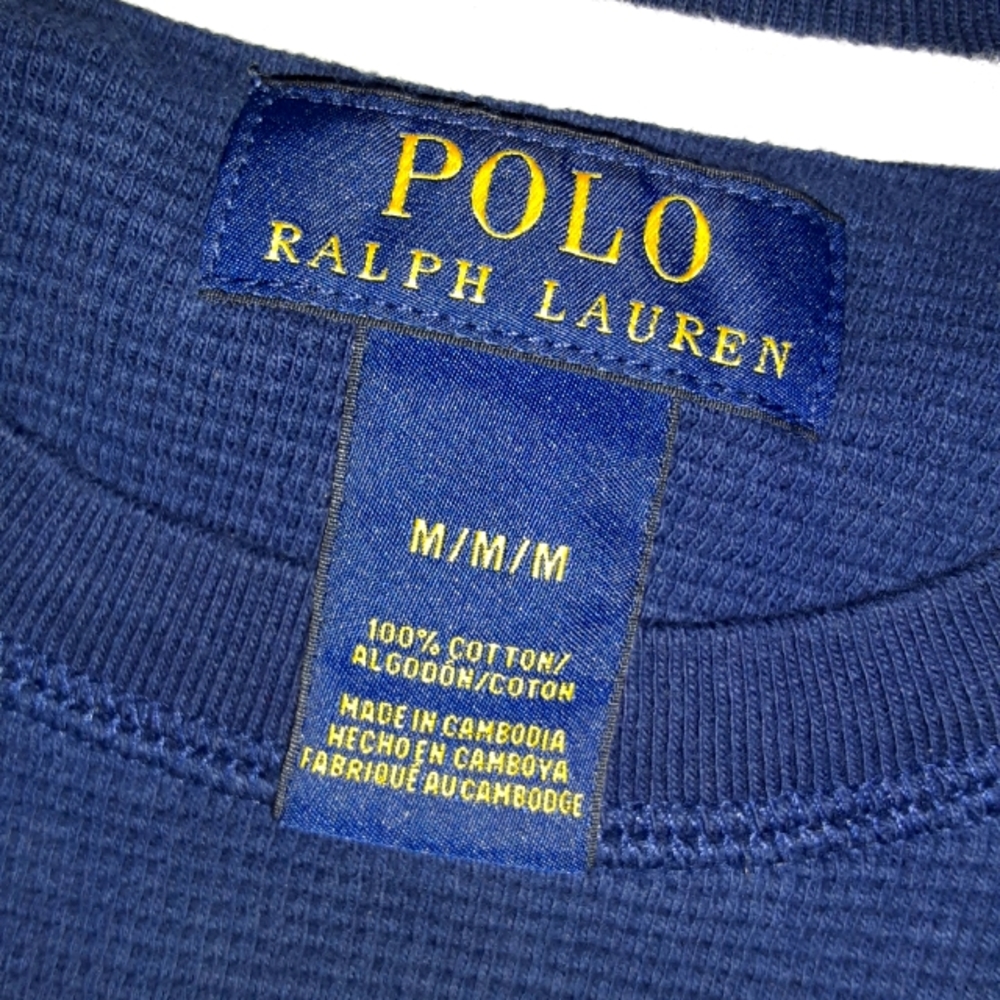 POLO
RALPH LAUREN
M/M/M
100% COTTON/
ALGODÓN/COTON
MADE IN CAMBODIA
HECHO EN CAMBOYA
FABRIQUÉ AU CAMBODGE